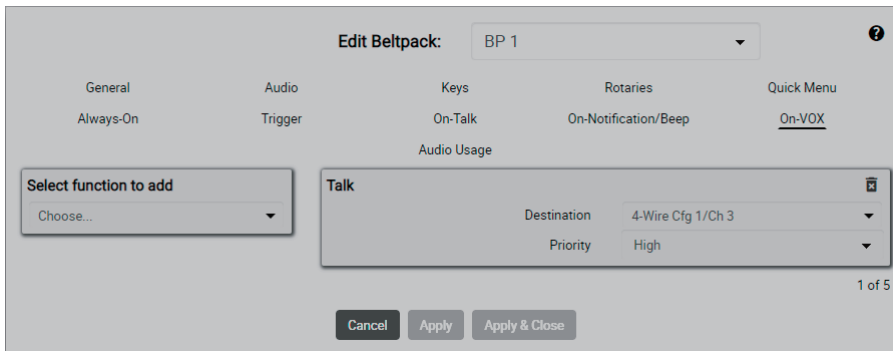 Edit Beltpack: BP 1
General Audio Keys Rotaries Quick Menu
Always-On Trigger On-Talk On-Notification/Beep On-VOX
Audio Usage
Select function to add
Choose...
Talk
Destination 4-Wire Cfg 1/Ch 3
Priority High
1 of 5
Cancel Apply Apply & Close